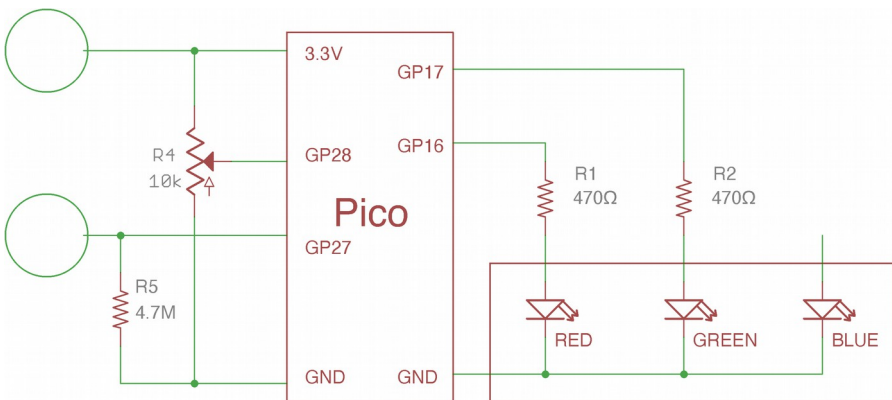 3.3V
GP17
GP16
R4
10k
GP28
R1
470Ω
R2
470Ω
Pico
GP27
R5
4.7M
RED
GREEN
BLUE
GND
GND